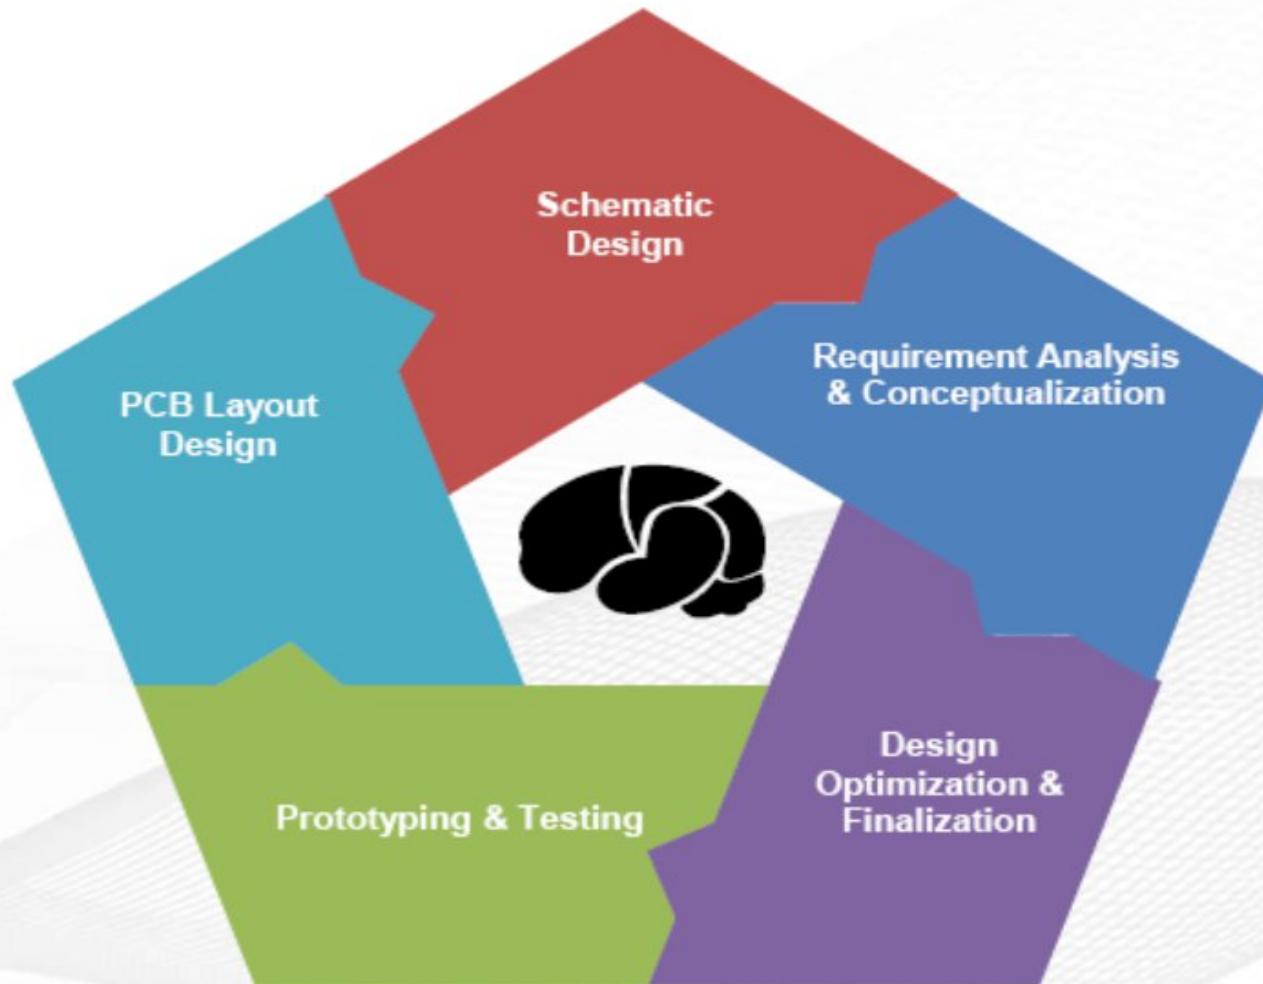 Schematic
Design
Requirement Analysis
& Conceptualization
PCB Layout
Design
Design
Optimization &
Finalization
Prototyping & Testing